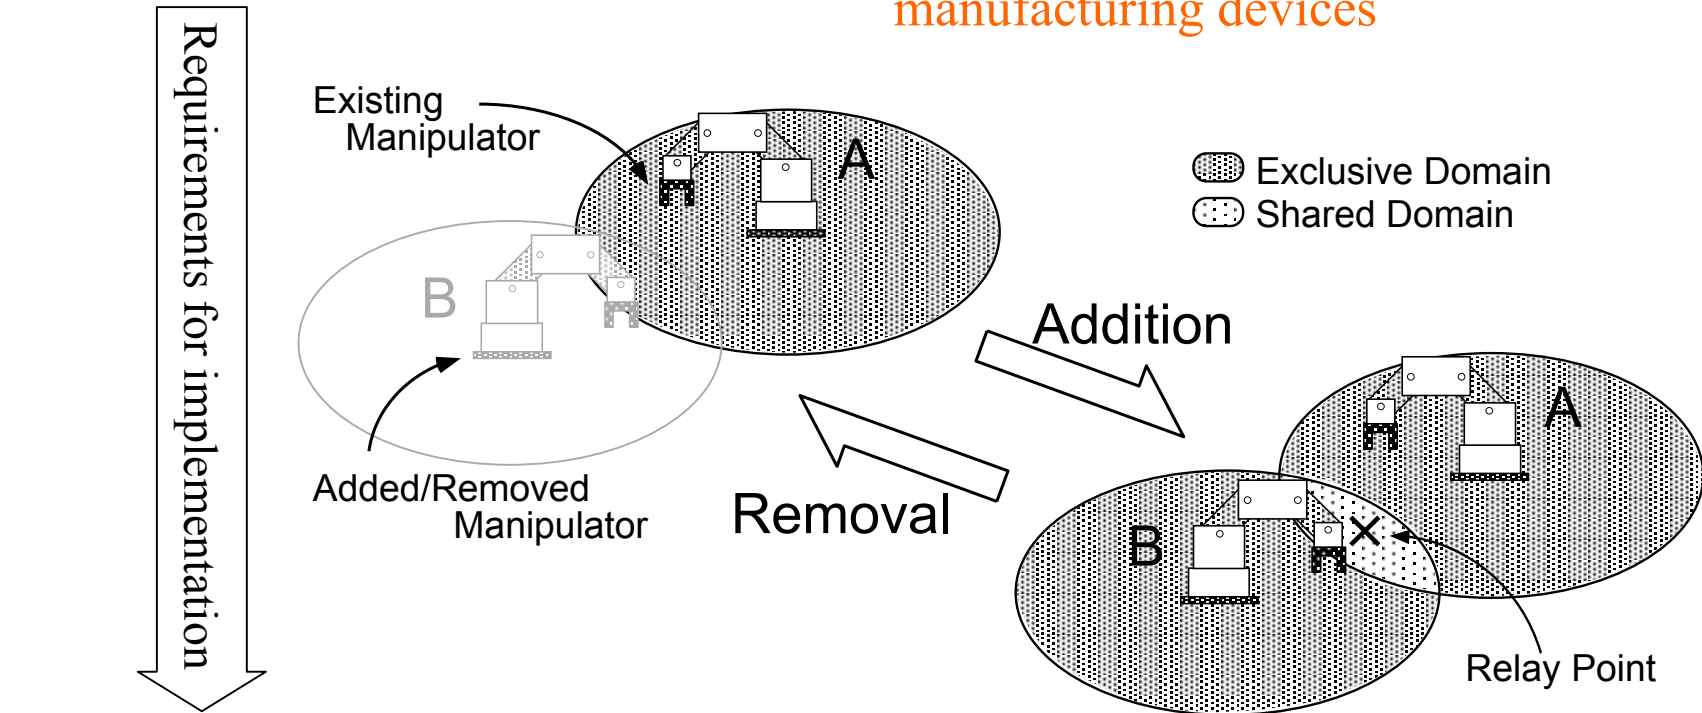 manufacturing devices
Requirements for implementation
Existing
Manipulator
A
Exclusive Domain
Shared Domain
B
Addition
Added/Removed
Manipulator
Removal
A
B
Relay Point